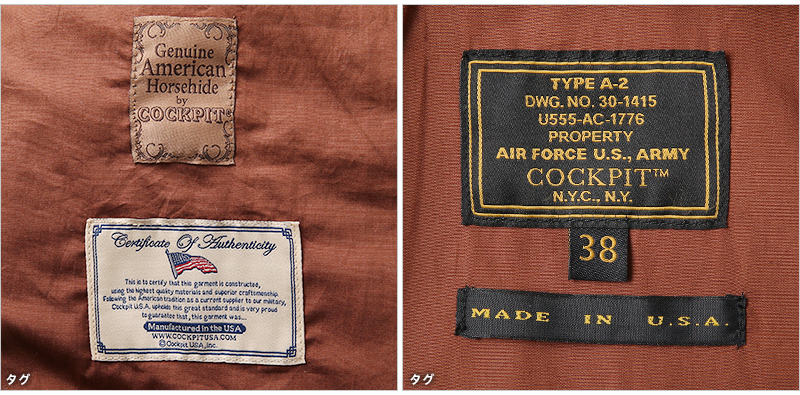 Genuine
American
Horsehide
by
COCKPIT®
Certificate Of Authenticity
This is to certify that this garment is constructed,
using the highest quality materials and superior craftsmanship.
Following the American tradition as a current supplier to our military,
Cockpit U.S.A. upholds this great standard and is very proud
to guarantee that, this garment was...
Manufactured in the USA
WWW.COCKPITUSA.COM
© Cockpit USA, Inc.
タグ
TYPE A-2
DWG. NO. 30-1415
U555-AC-1776
PROPERTY
AIR FORCE U.S., ARMY
COCKPIT™
N.Y.C., N.Y.
38
MADE IN U.S.A.
タグ